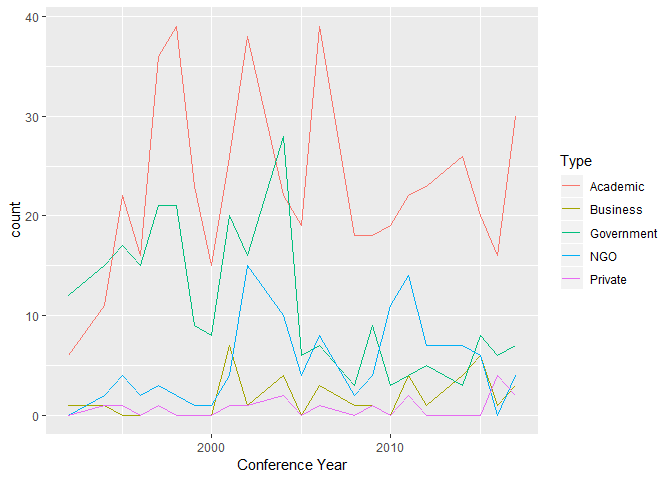 40
30
20
10
0
count
2000
2010
Conference Year
Type
Academic
Business
Government
NGO
Private